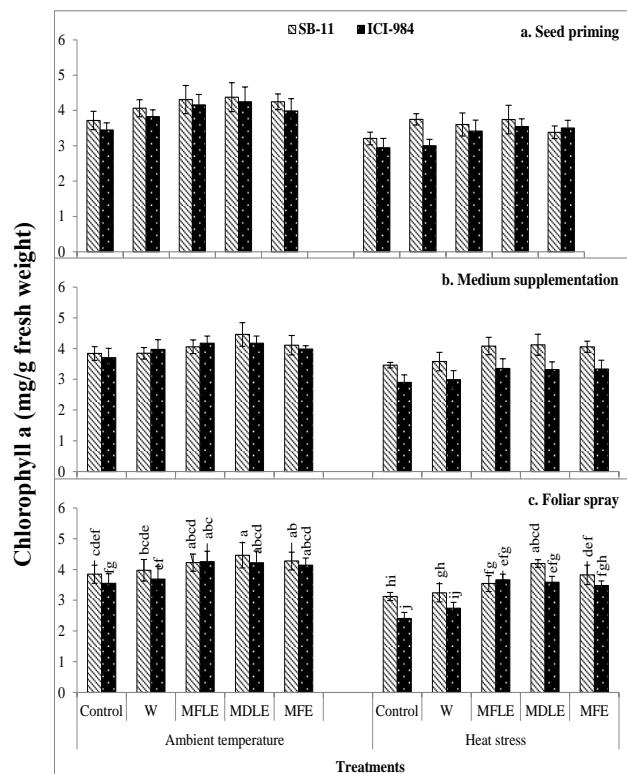 SB-11 ICI-984
a. Seed priming
6
5
4
3
2
1
0
b. Medium supplementation
6
5
4
3
2
1
0
c. Foliar spray
6
5
4
3
2
1
0
cdef fg bcde ef abcd abc a abcd ab abcd hi j gh ij fg efg abcd efg def fgh
Chlorophyll a (mg/g fresh weight)
Control W MFLE MDLE MFE Control W MFLE MDLE MFE
Ambient temperature Heat stress
Treatments